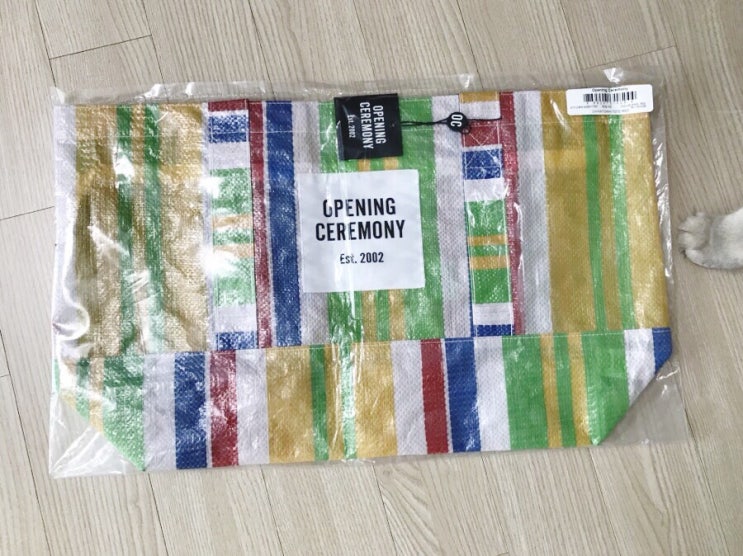 OPENING
CEREMONY
Est. 2002
OC
Opening Ceremony
OPENING
CEREMONY
Est. 2002